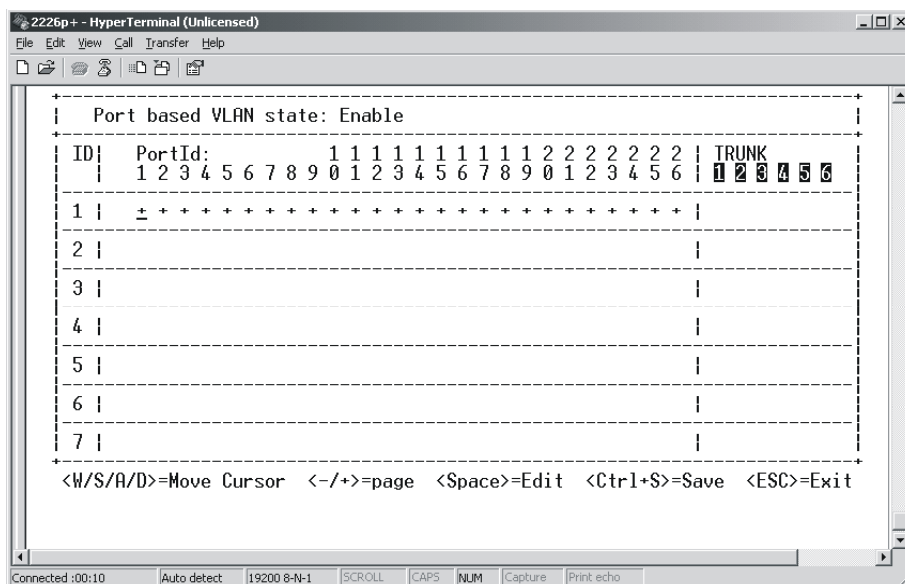 2226p+ - HyperTerminal (Unlicensed)
File Edit View Call Transfer Help
Port based VLAN state: Enable
ID| PortId: 1 1 1 1 1 1 1 1 1 1 2 2 2 2 2 2 2 | TRUNK
| 1 2 3 4 5 6 7 8 9 0 1 2 3 4 5 6 7 8 9 0 1 2 3 4 5 6 | 1 2 3 4 5 6
1 | + + + + + + + + + + + + + + + + + + + + + + + + + + |
2 | |
3 | |
4 | |
5 | |
6 | |
7 | |
<W/S/A/D>=Move Cursor <-/+>=page <Space>=Edit <Ctrl+S>=Save <ESC>=Exit
Connected :00:10 Auto detect 19200 8-N-1 SCROLL CAPS NUM Capture Print echo